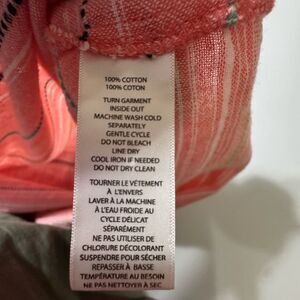 100% COTTON
100% COTTON
TURN GARMENT
INSIDE OUT
MACHINE WASH COLD
SEPARATELY
GENTLE CYCLE
DO NOT BLEACH
LINE DRY
COOL IRON IF NEEDED
DO NOT DRY CLEAN
TOURNER LE VÉTEMENT
À L'ENVERS
LAVER À LA MACHINE
À L'EAU FROIDE AU
CYCLE DÉLICAT
SÉPARÉMENT
NE PAS UTILISER DE
CHLORURE DÉCOLORANT
SUSPENDRE POUR SÉCHER
REPASSER À BASSE
TEMPÉRATURE AU BESOIN
NE PAS NETTOYER À SEC